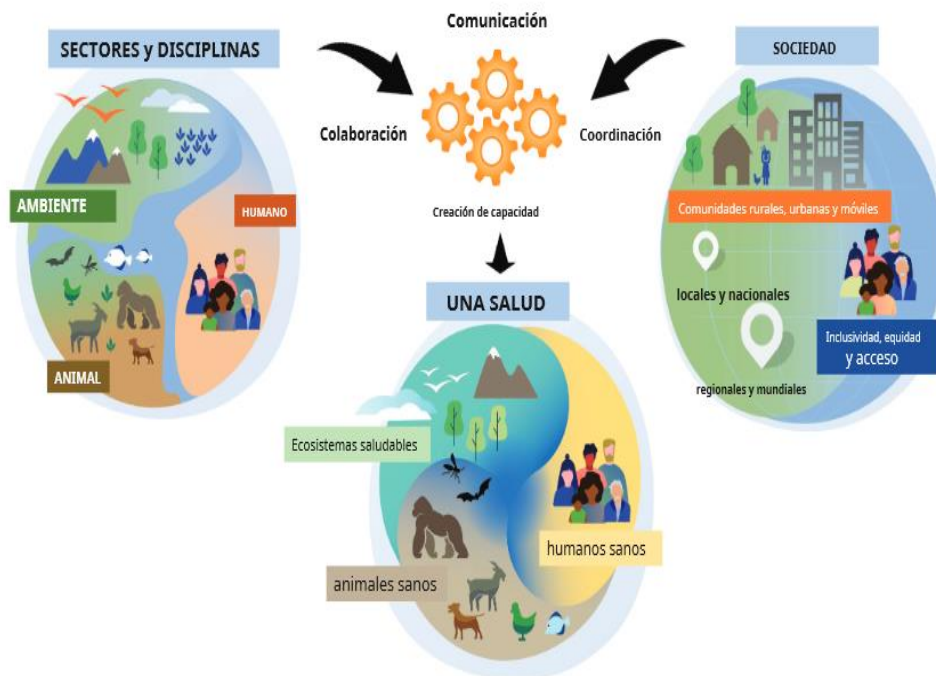 Comunicación
SECTORES y DISCIPLINAS
SOCIEDAD
Colaboración
Coordinación
AMBIENTE
HUMANO
Comunidades rurales, urbanas y móviles
Creación de capacidad
locales y nacionales
UNA SALUD
Inclusividad, equidad
y acceso
ANIMAL
regionales y mundiales
Ecosistemas saludables
humanos sanos
animales sanos